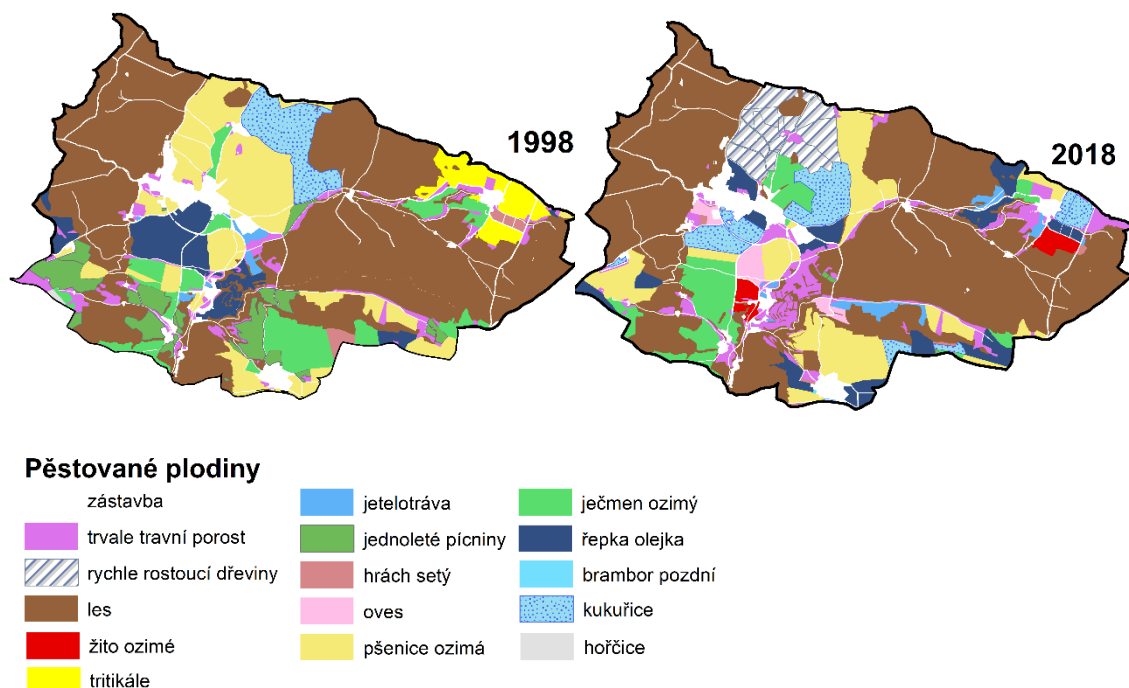 1998
2018
Pěstované plodiny
zástavba
trvale travní porost
rychle rostoucí dřeviny
les
žito ozimé
tritikále
jetelotráva
jednoleté pícniny
hrách setý
oves
pšenice ozimá
ječmen ozimý
řepka olejka
brambor pozdní
kukuřice
hořčice